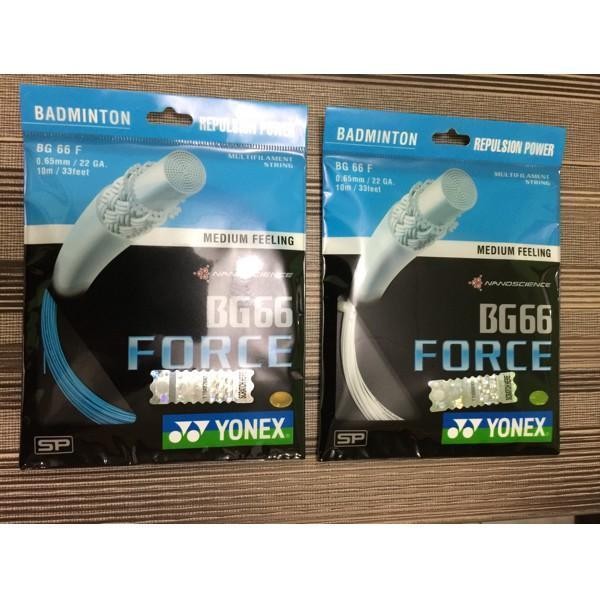 BADMINTON
REPULSION POWER
BG 66 F
0.65mm / 22 GA.
10m / 33feet
MULTIFILAMENT
STRING
MEDIUM FEELING
NANOSCIENCE
BG66
FORCE
YONEX
SP
BADMINTON
REPULSION POWER
BG 66 F
0.65mm / 22 GA.
10m / 33feet
MULTIFILAMENT
STRING
MEDIUM FEELING
NANOSCIENCE
BG66
FORCE
YONEX
SP